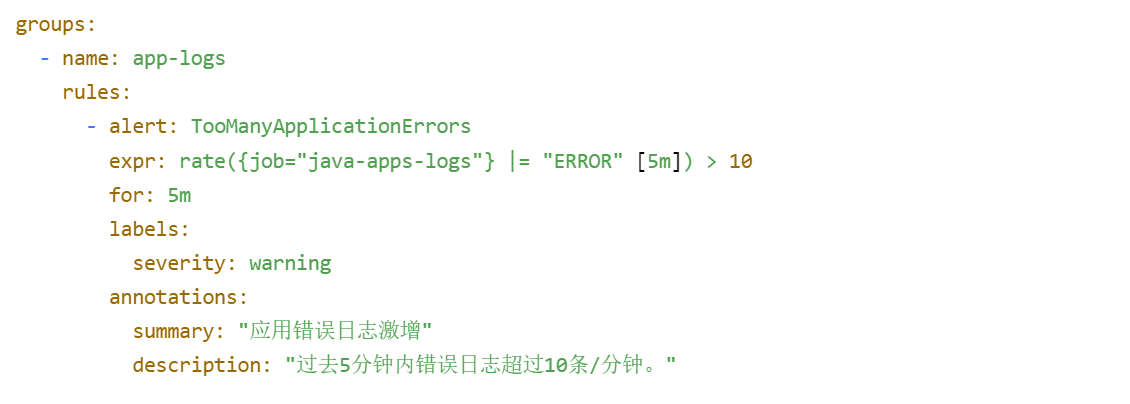 groups:
  - name: app-logs
    rules:
      - alert: TooManyApplicationErrors
        expr: rate({job="java-apps-logs"} |= "ERROR" [5m]) > 10
        for: 5m
        labels:
          severity: warning
        annotations:
          summary: "应用错误日志激增"
          description: "过去5分钟内错误日志超过10条/分钟。"